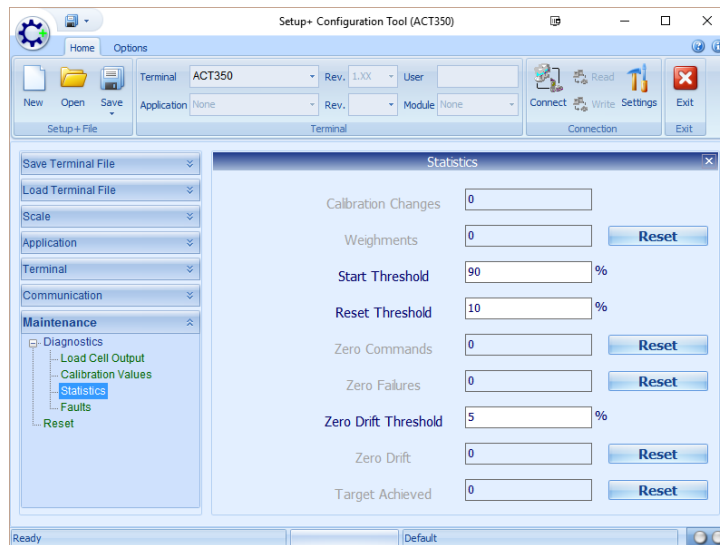 Setup+ Configuration Tool (ACT350)
Home Options
New Open Save
Setup+File
Terminal ACT350 Rev. 1.XX User
Application None Rev. Module None
Terminal
Connect Read Write Settings
Connection
Exit
Exit
Save Terminal File
Load Terminal File
Scale
Application
Terminal
Communication
Maintenance
Diagnostics
Load Cell Output
Calibration Values
Statistics
Faults
Reset
Statistics
Calibration Changes 0
Weighments 0 Reset
Start Threshold 90 %
Reset Threshold 10 %
Zero Commands 0 Reset
Zero Failures 0 Reset
Zero Drift Threshold 5 %
Zero Drift 0 Reset
Target Achieved 0 Reset
Ready Default